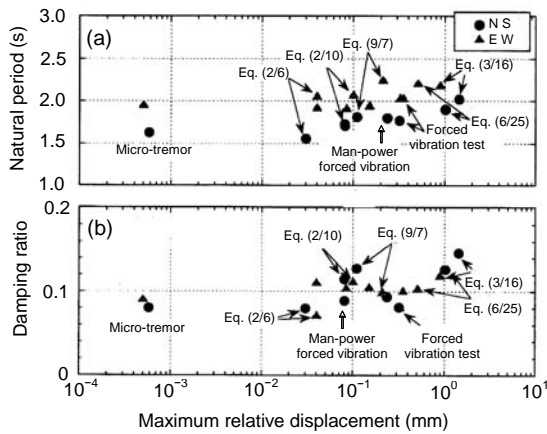 (a)
N S
E W
Natural period (s)
3.0
2.5
2.0
1.5
1.0
Eq. (2/6)
Eq. (2/10)
Eq. (9/7)
Eq. (3/16)
Eq. (6/25)
Micro-tremor
Man-power
forced vibration
Forced
vibration test
(b)
Damping ratio
0.2
0.1
0
Eq. (2/10)
Eq. (9/7)
Eq. (3/16)
Eq. (6/25)
Eq. (2/6)
Micro-tremor
Man-power
forced vibration
Forced
vibration test
10⁻⁴
10⁻³
10⁻²
10⁻¹
10⁰
10¹
Maximum relative displacement (mm)